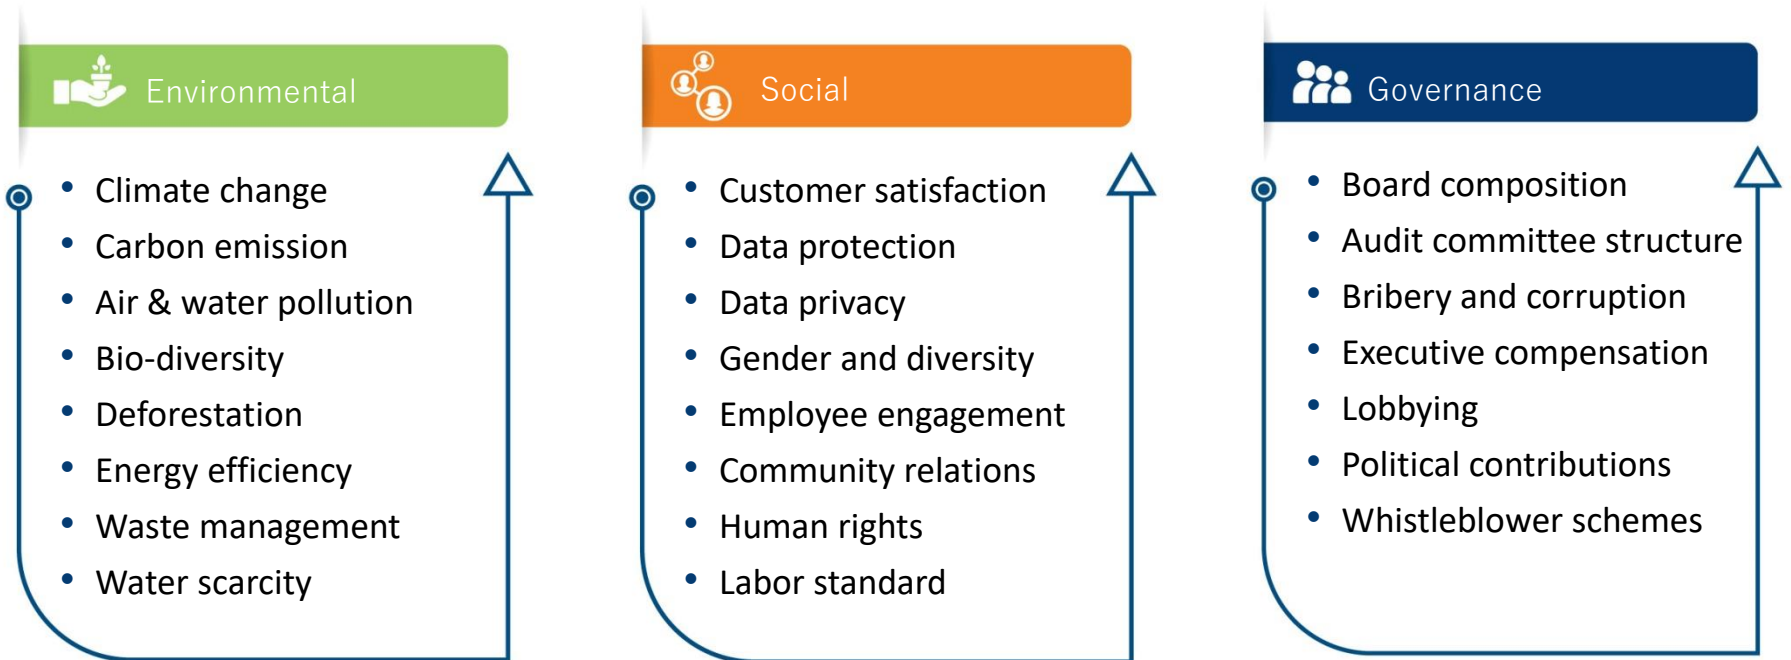 Environmental
• Climate change
• Carbon emission
• Air & water pollution
• Bio-diversity
• Deforestation
• Energy efficiency
• Waste management
• Water scarcity
Social
• Customer satisfaction
• Data protection
• Data privacy
• Gender and diversity
• Employee engagement
• Community relations
• Human rights
• Labor standard
Governance
• Board composition
• Audit committee structure
• Bribery and corruption
• Executive compensation
• Lobbying
• Political contributions
• Whistleblower schemes